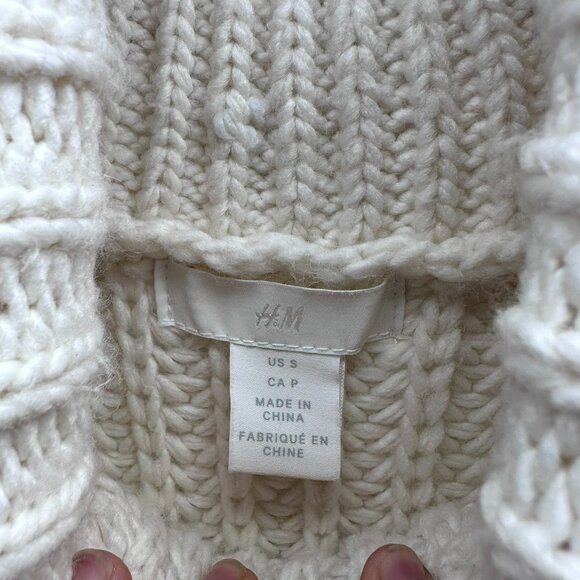 H&M
US S
CA P
MADE IN
CHINA
FABRIQUÉ EN
CHINE